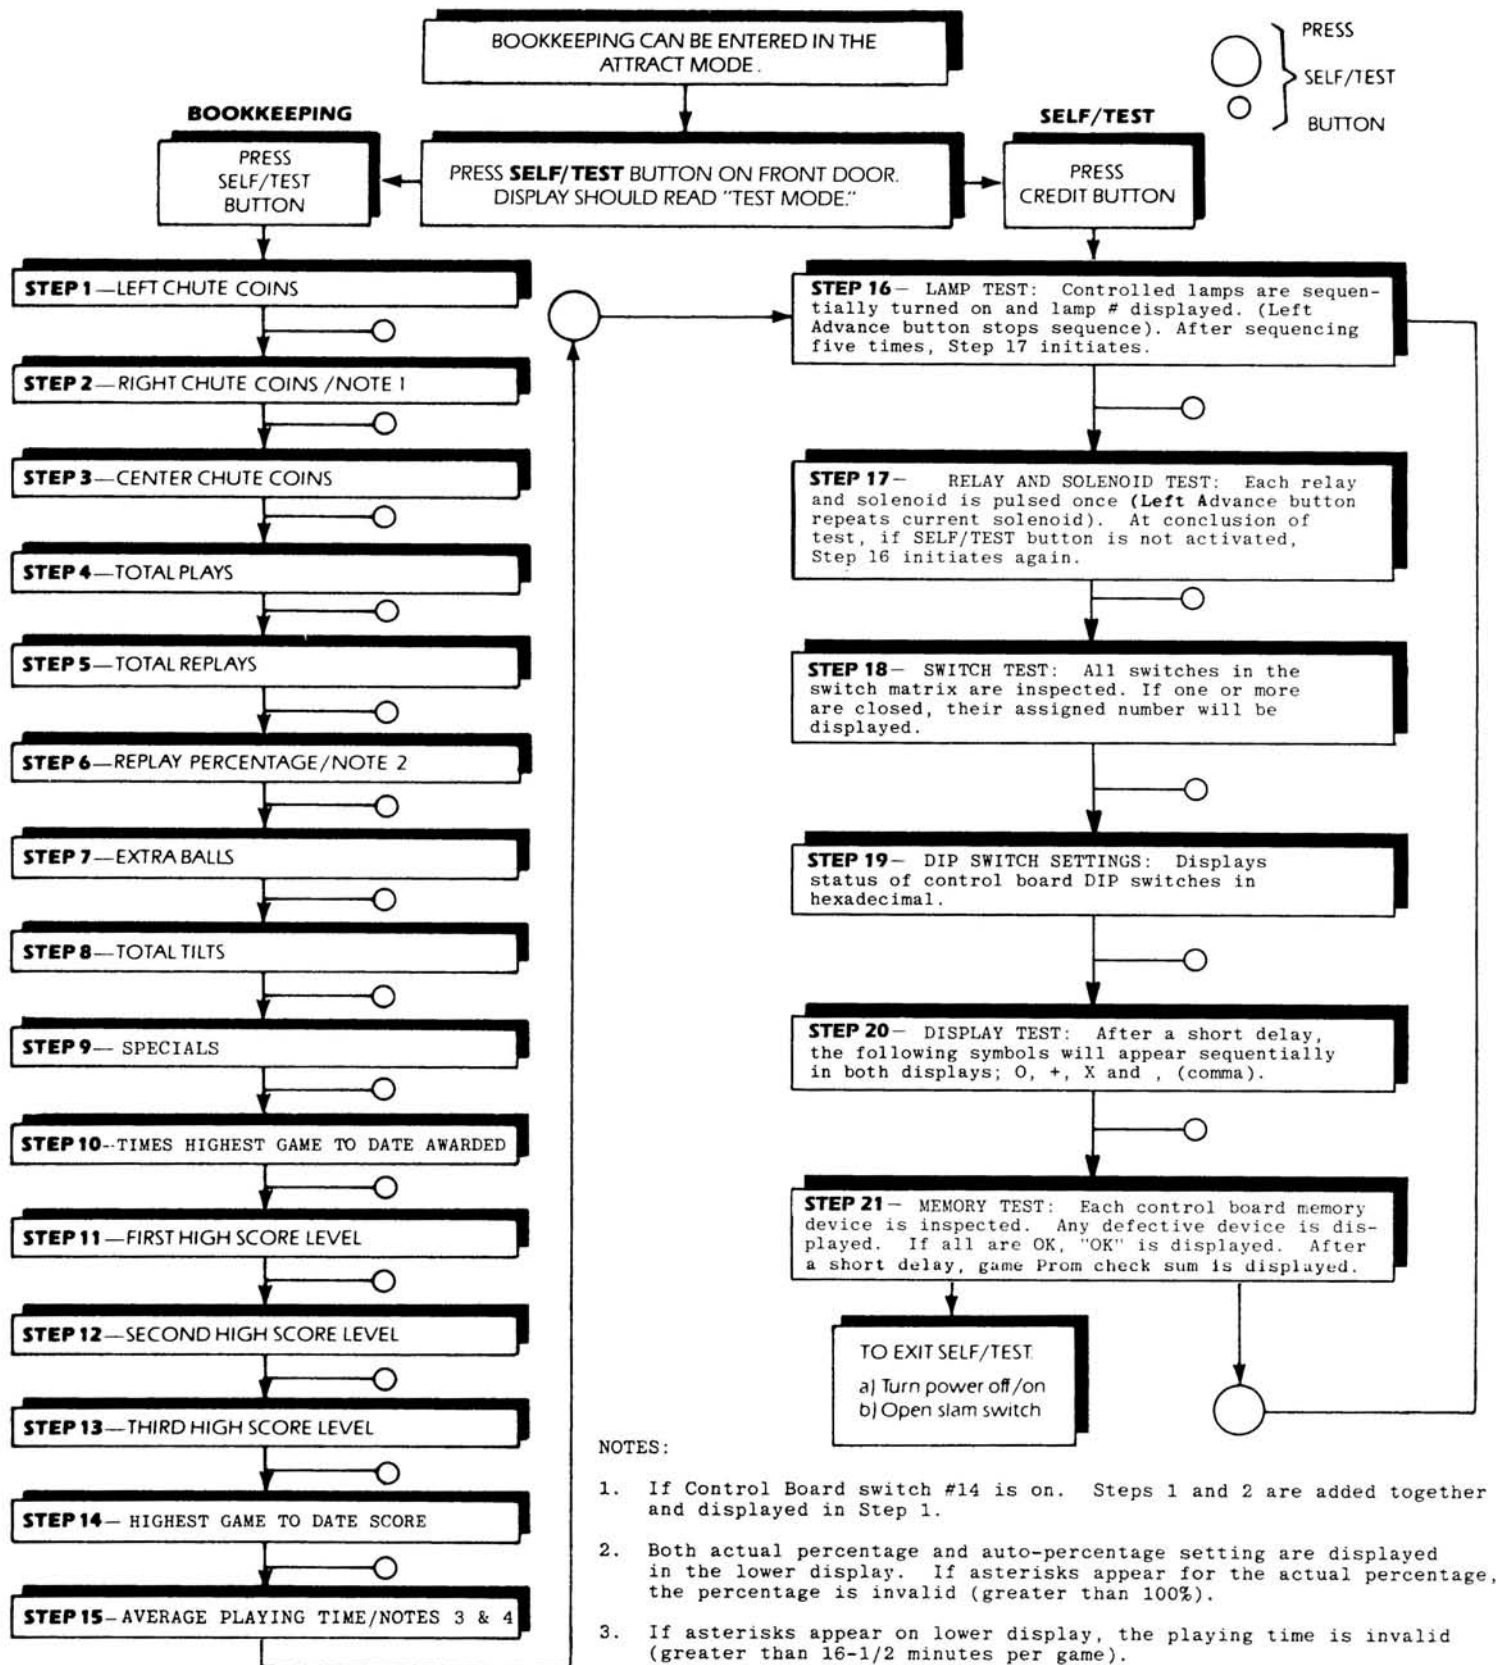 BOOKKEEPING CAN BE ENTERED IN THE
ATTRACT MODE.
PRESS
SELF/TEST
BUTTON
BOOKKEEPING
SELF/TEST
PRESS
SELF/TEST
BUTTON
PRESS SELF/TEST BUTTON ON FRONT DOOR.
DISPLAY SHOULD READ "TEST MODE."
PRESS
CREDIT BUTTON
STEP 1—LEFT CHUTE COINS
STEP 2—RIGHT CHUTE COINS /NOTE 1
STEP 3—CENTER CHUTE COINS
STEP 4—TOTAL PLAYS
STEP 5—TOTAL REPLAYS
STEP 6—REPLAY PERCENTAGE/NOTE 2
STEP 7—EXTRA BALLS
STEP 8—TOTAL TILTS
STEP 9— SPECIALS
STEP 10--TIMES HIGHEST GAME TO DATE AWARDED
STEP 11—FIRST HIGH SCORE LEVEL
STEP 12—SECOND HIGH SCORE LEVEL
STEP 13—THIRD HIGH SCORE LEVEL
STEP 14— HIGHEST GAME TO DATE SCORE
STEP 15—AVERAGE PLAYING TIME/NOTES 3 & 4
STEP 16— LAMP TEST: Controlled lamps are sequen-
tially turned on and lamp # displayed. (Left
Advance button stops sequence). After sequencing
five times, Step 17 initiates.
STEP 17— RELAY AND SOLENOID TEST: Each relay
and solenoid is pulsed once (Left Advance button
repeats current solenoid). At conclusion of
test, if SELF/TEST button is not activated,
Step 16 initiates again.
STEP 18— SWITCH TEST: All switches in the
switch matrix are inspected. If one or more
are closed, their assigned number will be
displayed.
STEP 19— DIP SWITCH SETTINGS: Displays
status of control board DIP switches in
hexadecimal.
STEP 20— DISPLAY TEST: After a short delay,
the following symbols will appear sequentially
in both displays; O, +, X and , (comma).
STEP 21— MEMORY TEST: Each control board memory
device is inspected. Any defective device is dis-
played. If all are OK, "OK" is displayed. After
a short delay, game Prom check sum is displayed.
TO EXIT SELF/TEST
a) Turn power off/on
b) Open slam switch
NOTES:
1. If Control Board switch #14 is on. Steps 1 and 2 are added together
and displayed in Step 1.
2. Both actual percentage and auto-percentage setting are displayed
in the lower display. If asterisks appear for the actual percentage,
the percentage is invalid (greater than 100%).
3. If asterisks appear on lower display, the playing time is invalid
(greater than 16-1/2 minutes per game).